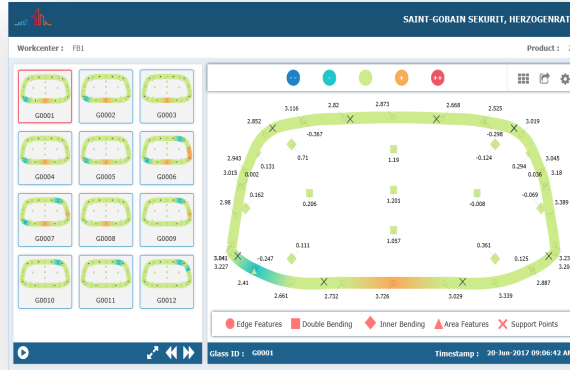 SAINT-GOBAIN SEKURIT, HERZOGENRAT
Workcenter : FB1
Product :
G0001 G0002 G0003
G0004 G0005 G0006
G0007 G0008 G0009
G0010 G0011 G0012
-- - + ++
3.116 2.82 2.873 2.668 2.525
2.852 3.019
-0.367 -0.298
2.943 0.71 1.19 -0.124 3.045
0.131 0.294
3.015 0.002 0.036 3.18
0.162 -0.069
2.98 0.206 1.201 -0.008 3.389
0.111 1.057 0.361
3.041 -0.247 0.125 3.23
3.227 3.20
2.41 2.887
2.661 2.732 3.726 3.029 3.339
Edge Features Double Bending Inner Bending Area Features Support Points
Glass ID : G0001 Timestamp : 20-Jun-2017 09:06:42 AM